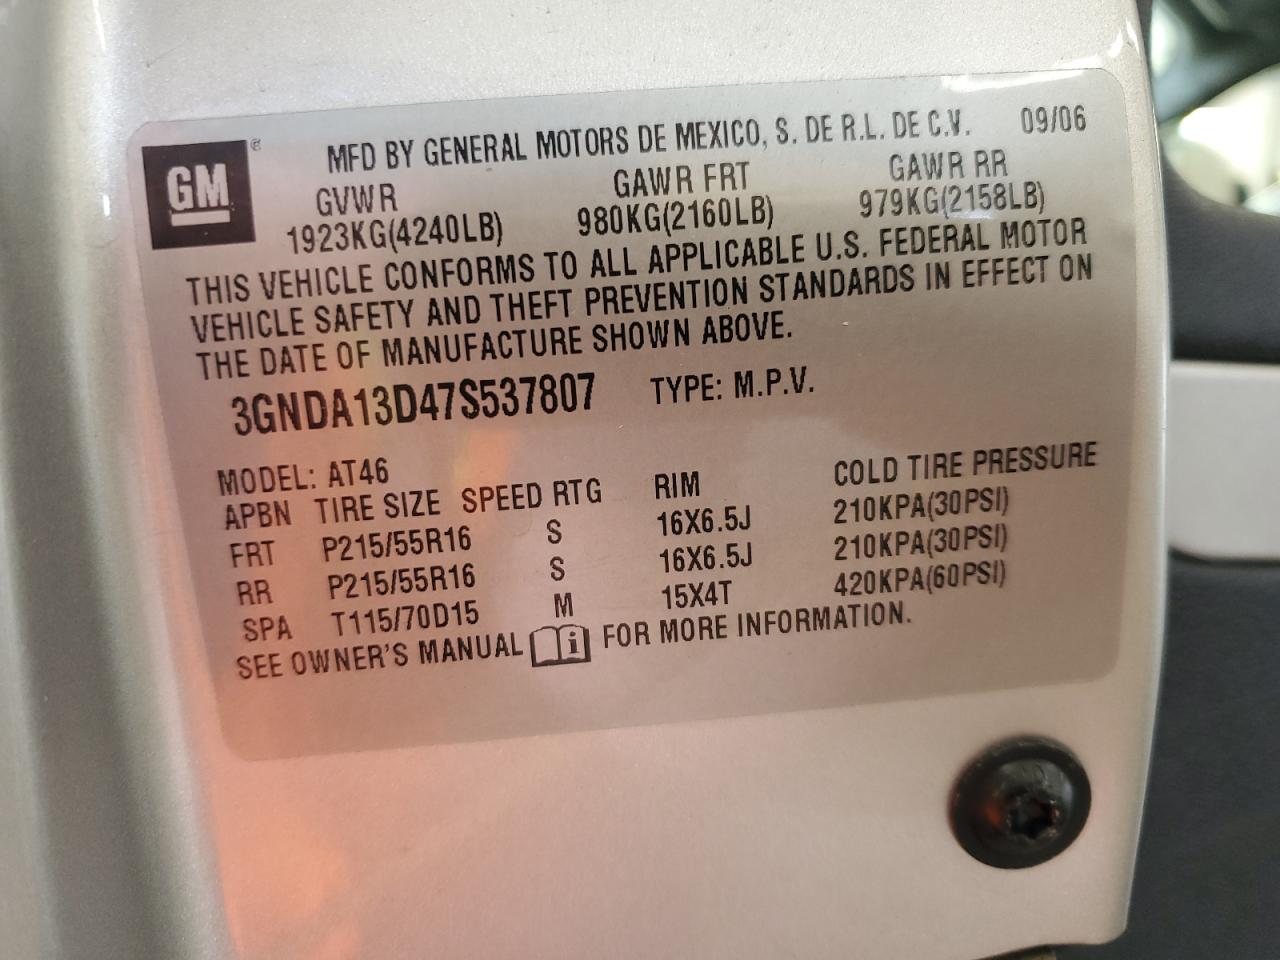 GM ®
MFD BY GENERAL MOTORS DE MEXICO, S. DE R.L. DE C.V. 09/06
GVWR GAWR FRT GAWR RR
1923KG(4240LB) 980KG(2160LB) 979KG(2158LB)
THIS VEHICLE CONFORMS TO ALL APPLICABLE U.S. FEDERAL MOTOR
VEHICLE SAFETY AND THEFT PREVENTION STANDARDS IN EFFECT ON
THE DATE OF MANUFACTURE SHOWN ABOVE.
3GNDA13D47S537807 TYPE: M.P.V.
MODEL: AT46
APBN TIRE SIZE SPEED RTG RIM COLD TIRE PRESSURE
FRT P215/55R16 S 16X6.5J 210KPA(30PSI)
RR P215/55R16 S 16X6.5J 210KPA(30PSI)
SPA T115/70D15 M 15X4T 420KPA(60PSI)
SEE OWNER'S MANUAL i FOR MORE INFORMATION.